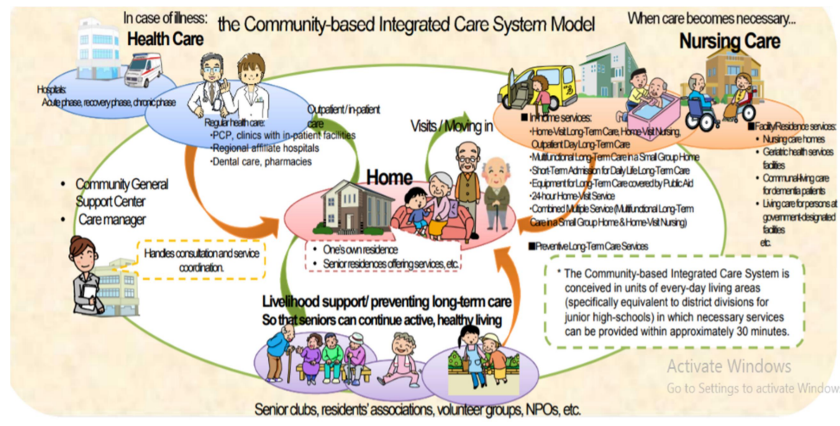 In case of illness:
Health Care
the Community-based Integrated Care System Model
When care becomes necessary...
Nursing Care
Hospitals:
Acute phase, recovery phase, chronic phase
Regular health care:
•PCP, clinics with in-patient facilities
•Regional affiliate hospitals
•Dental care, pharmacies
Outpatient / in-patient
care
Visits / Moving in
■In-home services:
•Home-Visit Long-Term Care, Home-Visit Nursing,
Outpatient Day Long-Term Care
•Multifunctional Long-Term Care in a Small Group Home
•Short-Term Admission for Daily Life Long-Term Care
•Equipment for Long-Term Care covered by Public Aid
•24-hour Home-Visit Service
•Combined Multiple Service (Multifunctional Long-Term
Care in a Small Group Home & Home-Visit Nursing)
■Preventive Long-Term Care Services
■Facility/Residence services:
• Nursing care homes
• Geriatric health services
facilities
• Communal-living care
for dementia patients
• Living care for persons at
government-designated
facilities
etc.
• Community General
Support Center
• Care manager
Handles consultation and service
coordination.
Home
• One's own residence
• Senior residences offering services, etc.
Livelihood support/ preventing long-term care
So that seniors can continue active, healthy living
* The Community-based Integrated Care System is
conceived in units of every-day living areas
(specifically equivalent to district divisions for
junior high-schools) in which necessary services
can be provided within approximately 30 minutes.
Senior clubs, residents' associations, volunteer groups, NPOs, etc.
Activate Windows
Go to Settings to activate Window